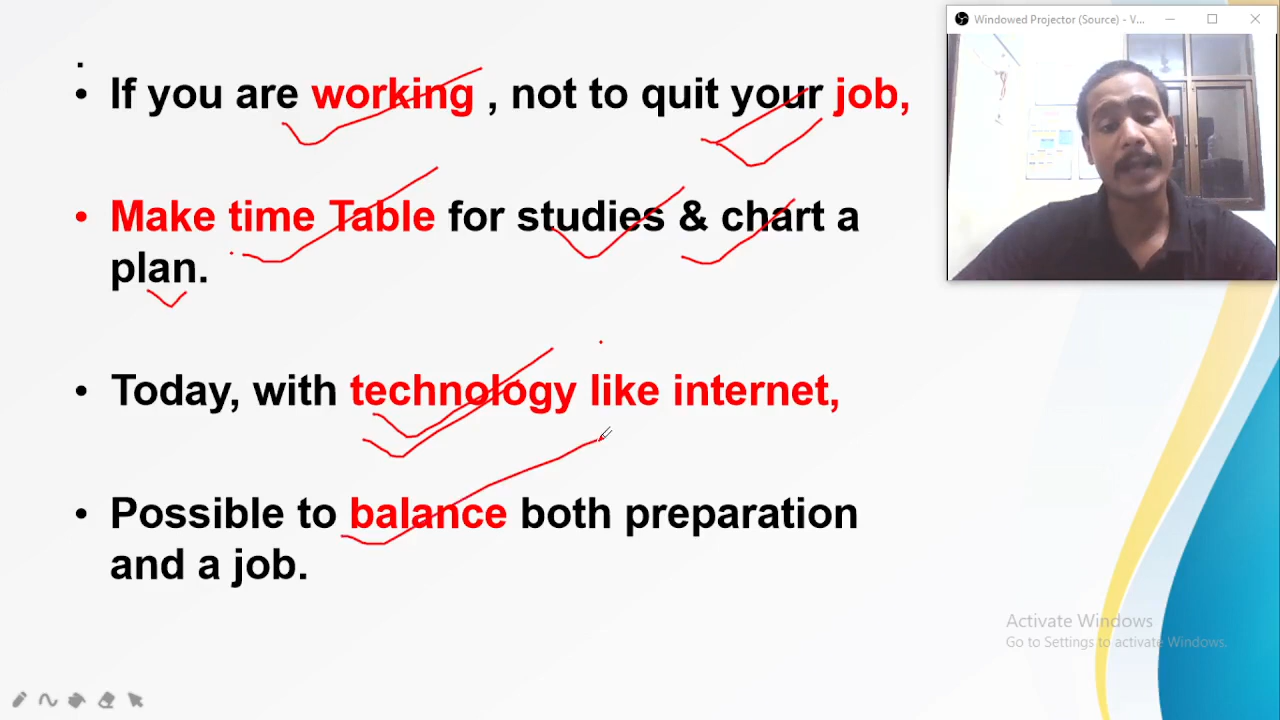 Windowed Projector (Source) - V...
• If you are working , not to quit your job,
• Make time Table for studies & chart a
plan.
• Today, with technology like internet,
• Possible to balance both preparation
and a job.
Activate Windows
Go to Settings to activate Windows.